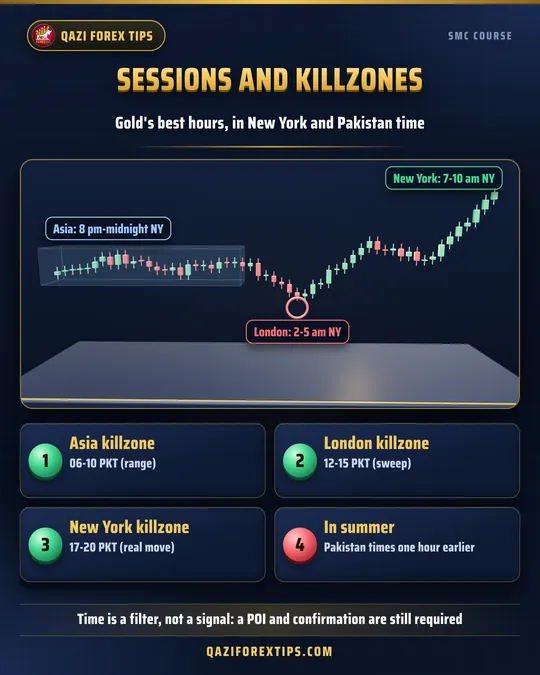 QAZI FOREX TIPS
SMC COURSE
SESSIONS AND KILLZONES
Gold's best hours, in New York and Pakistan time
New York: 7-10 am NY
Asia: 8 pm-midnight NY
London: 2-5 am NY
1
Asia killzone
06-10 PKT (range)
2
London killzone
12-15 PKT (sweep)
3
New York killzone
17-20 PKT (real move)
4
In summer
Pakistan times one hour earlier
Time is a filter, not a signal: a POI and confirmation are still required
QAZIFOREXTIPS.COM